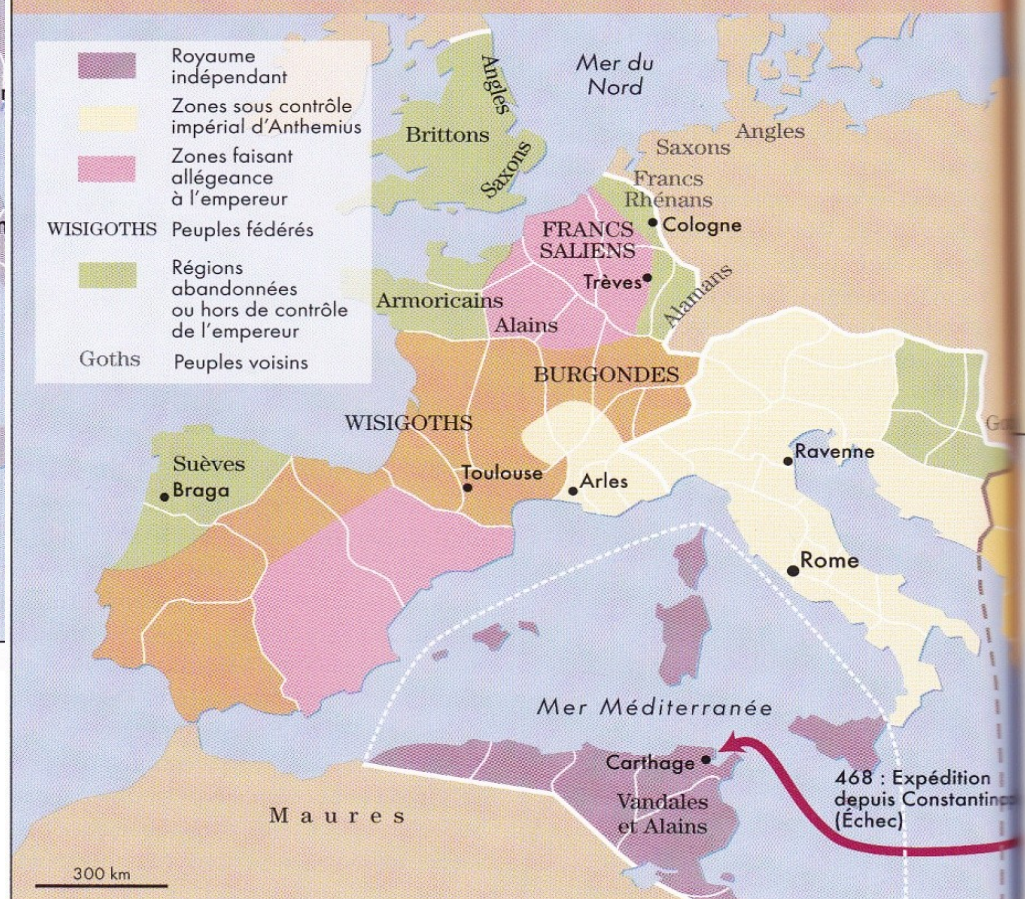 Royaume
indépendant
Zones sous contrôle
impérial d'Anthemius
Zones faisant
allégeance
à l'empereur
WISIGOTHS Peuples fédérés
Régions
abandonnées
ou hors de contrôle
de l'empereur
Goths Peuples voisins
Mer du
Nord
Angles
Brittons
Saxons
Angles
Saxons
Francs
Rhénans
Cologne
FRANCS
SALIENS
Trèves
Alamans
Armoricains
Alains
BURGONDES
WISIGOTHS
Suèves
Braga
Toulouse
Arles
Ravenne
Rome
Mer Méditerranée
Carthage
Vandales
et Alains
Maures
468 : Expédition
depuis
(Échec)
300 km